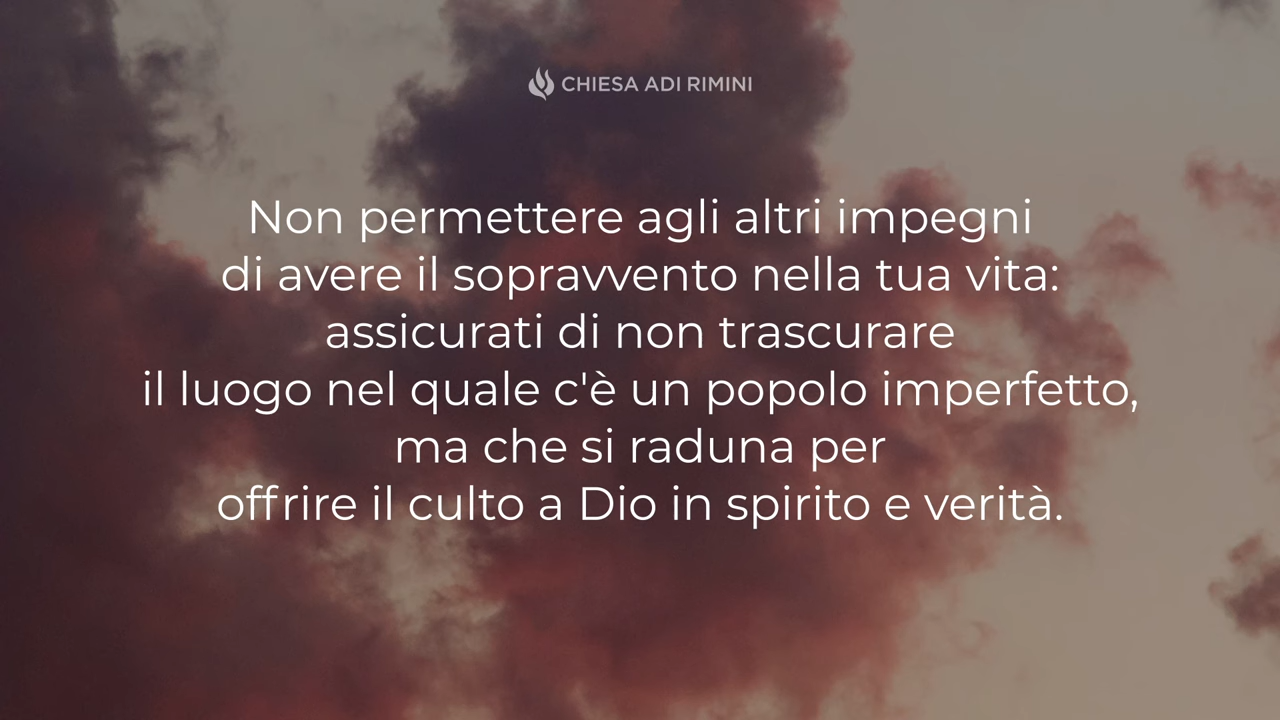 CHIESA ADI RIMINI
Non permettere agli altri impegni
di avere il sopravvento nella tua vita:
assicurati di non trascurare
il luogo nel quale c'è un popolo imperfetto,
ma che si raduna per
offrire il culto a Dio in spirito e verità.